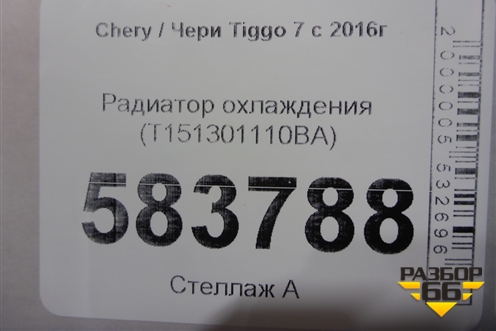 Chery / Чери Tiggo 7 с 2016г
Радиатор охлаждения
(T151301110BA)
583788
Стеллаж А
2000005532696
РАЗБОР
66